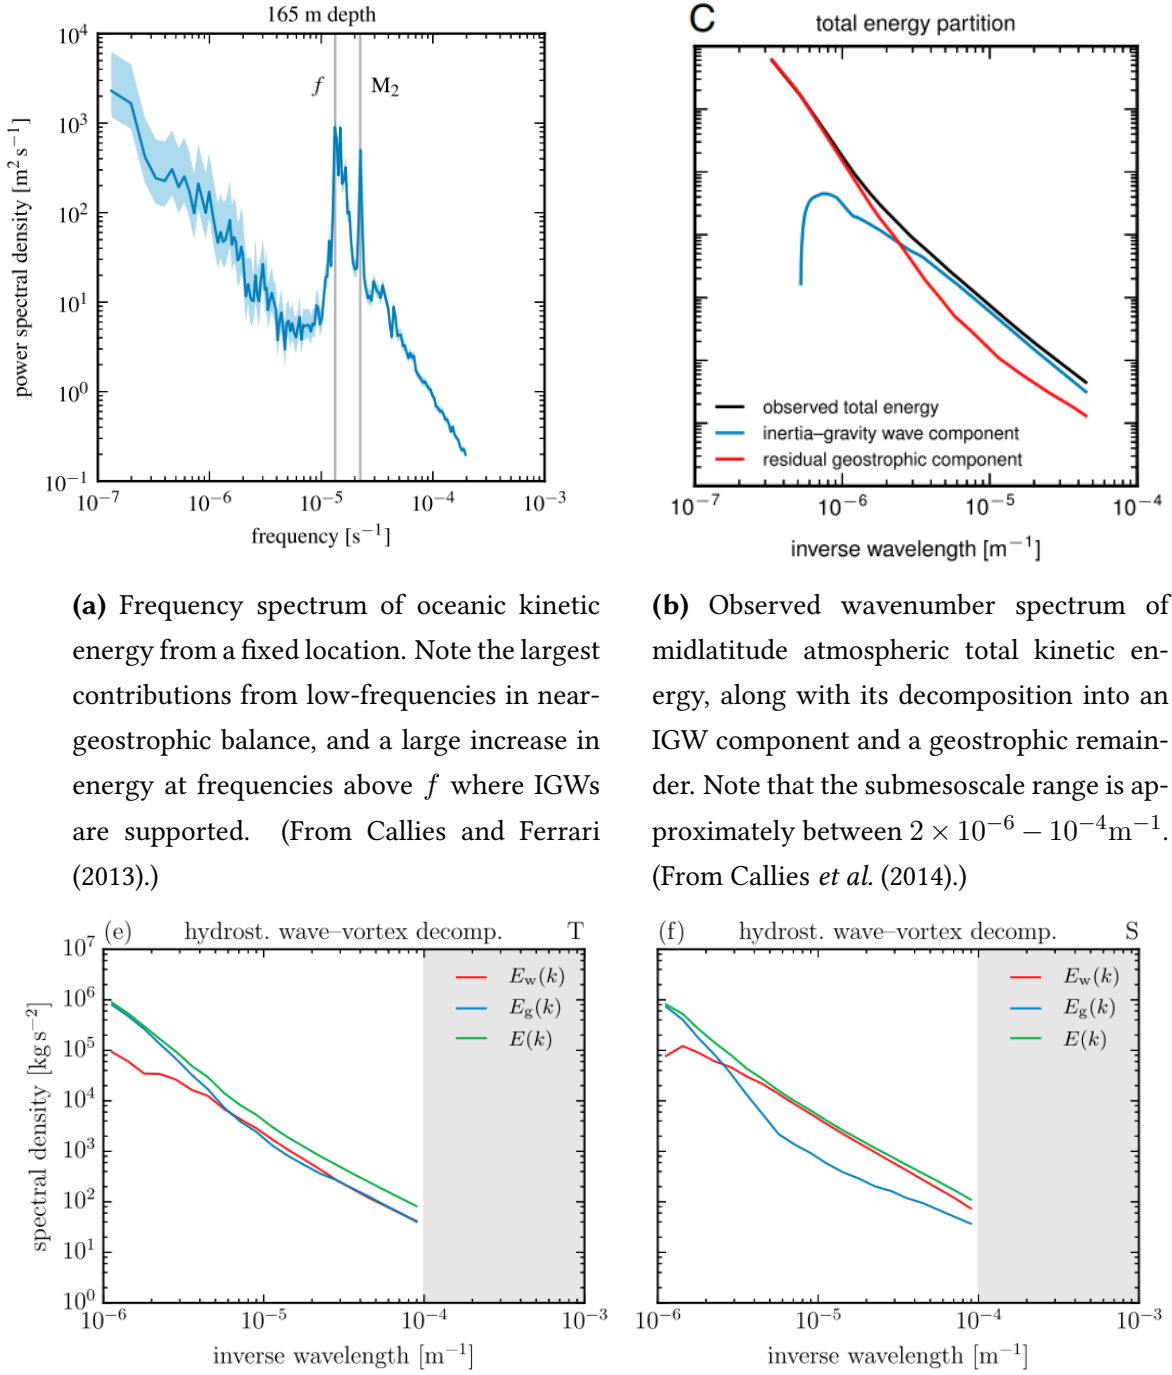 165 m depth
10^4
10^3
10^2
10^1
10^0
10^−1
power spectral density [m^2 s^−1]
f
M_2
10^−7
10^−6
10^−5
10^−4
10^−3
frequency [s^−1]
C
total energy partition
observed total energy
inertia–gravity wave component
residual geostrophic component
10^−7
10^−6
10^−5
10^−4
inverse wavelength [m^−1]
(a) Frequency spectrum of oceanic kinetic
energy from a fixed location. Note the largest
contributions from low-frequencies in near-
geostrophic balance, and a large increase in
energy at frequencies above f where IGWs
are supported. (From Callies and Ferrari
(2013).)
(b) Observed wavenumber spectrum of
midlatitude atmospheric total kinetic en-
ergy, along with its decomposition into an
IGW component and a geostrophic remain-
der. Note that the submesoscale range is ap-
proximately between 2 × 10^−6 − 10^−4 m^−1.
(From Callies et al. (2014).)
(e) hydrost. wave–vortex decomp. T
10^7
10^6
10^5
10^4
10^3
10^2
10^1
10^0
spectral density [kg s^−2]
E_w(k)
E_g(k)
E(k)
10^−6
10^−5
10^−4
10^−3
inverse wavelength [m^−1]
(f) hydrost. wave–vortex decomp. S
E_w(k)
E_g(k)
E(k)
10^−6
10^−5
10^−4
10^−3
inverse wavelength [m^−1]